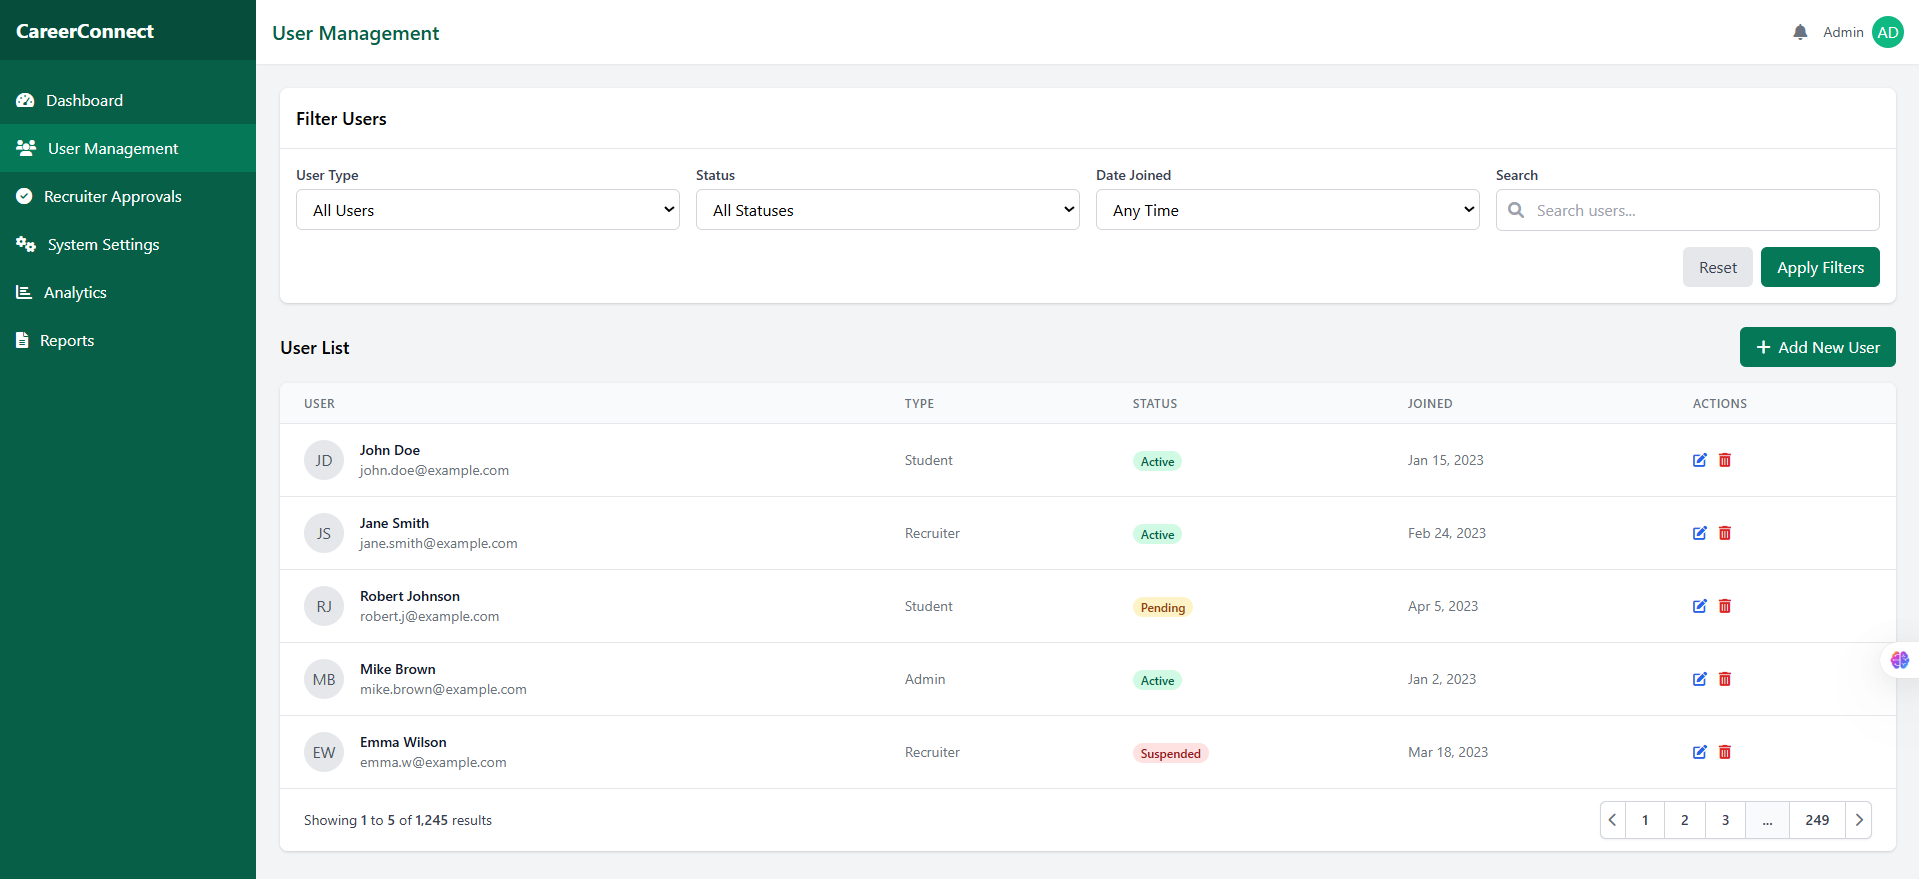 CareerConnect
User Management
Admin AD
Dashboard
User Management
Recruiter Approvals
System Settings
Analytics
Reports
Filter Users
User Type Status Date Joined Search
All Users All Statuses Any Time Search users...
Reset Apply Filters
User List + Add New User
USER TYPE STATUS JOINED ACTIONS
JD John Doe
john.doe@example.com
Student Active Jan 15, 2023
JS Jane Smith
jane.smith@example.com
Recruiter Active Feb 24, 2023
RJ Robert Johnson
robert.j@example.com
Student Pending Apr 5, 2023
MB Mike Brown
mike.brown@example.com
Admin Active Jan 2, 2023
EW Emma Wilson
emma.w@example.com
Recruiter Suspended Mar 18, 2023
Showing 1 to 5 of 1,245 results
1 2 3 ... 249